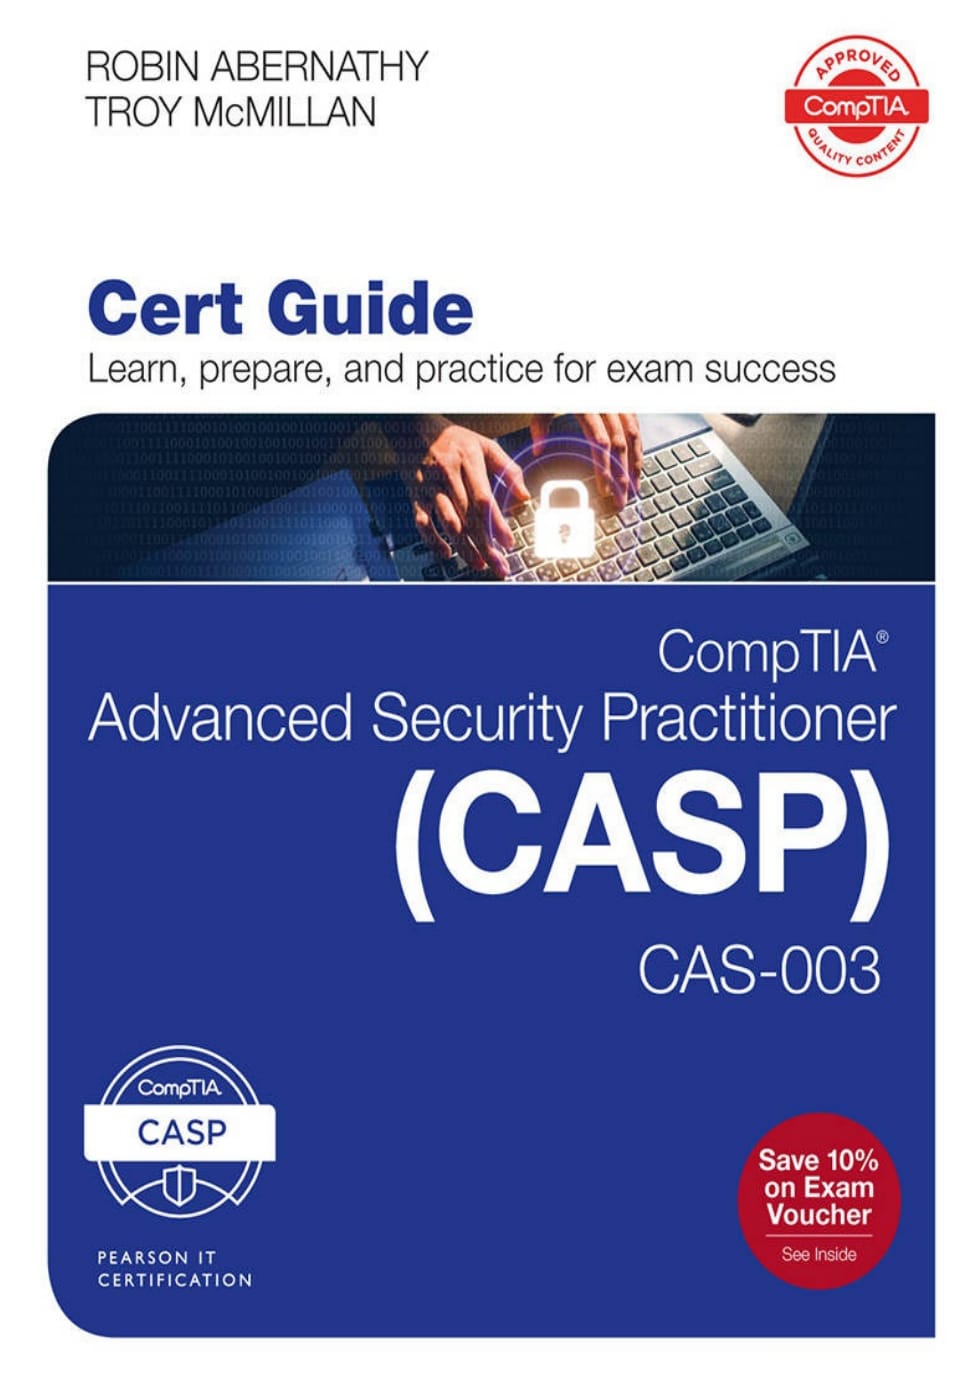 ROBIN ABERNATHY
TROY McMILLAN
APPROVED
CompTIA
QUALITY CONTENT
Cert Guide
Learn, prepare, and practice for exam success
CompTIA®
Advanced Security Practitioner
(CASP)
CAS-003
CompTIA
CASP
PEARSON IT
CERTIFICATION
Save 10%
on Exam
Voucher
See Inside